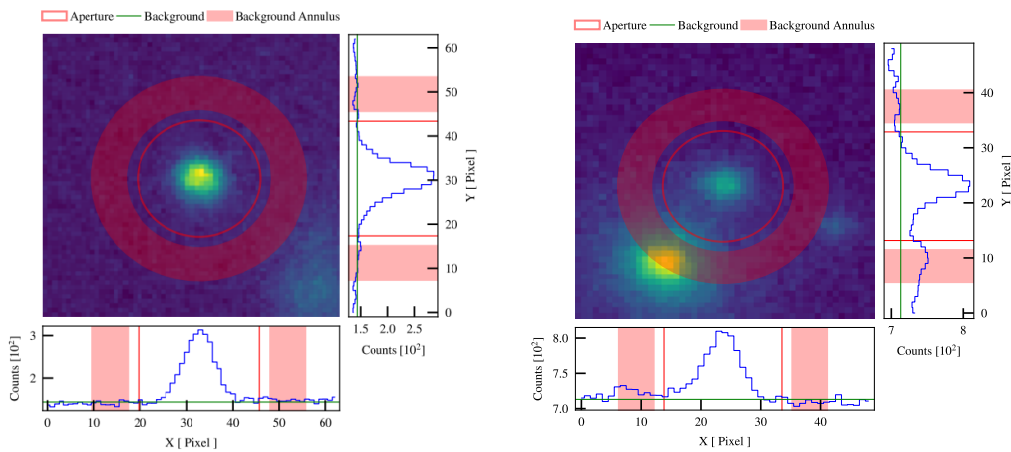 Aperture Background Background Annulus
60
50
40
30
20
10
0
Y [ Pixel ]
1.5 2.0 2.5
Counts [10²]
3
2
Counts [10²]
0 10 20 30 40 50 60
X [ Pixel ]
Aperture Background Background Annulus
40
30
20
10
0
Y [ Pixel ]
7 8
Counts [10²]
8.0
7.5
7.0
Counts [10²]
0 10 20 30 40
X [ Pixel ]